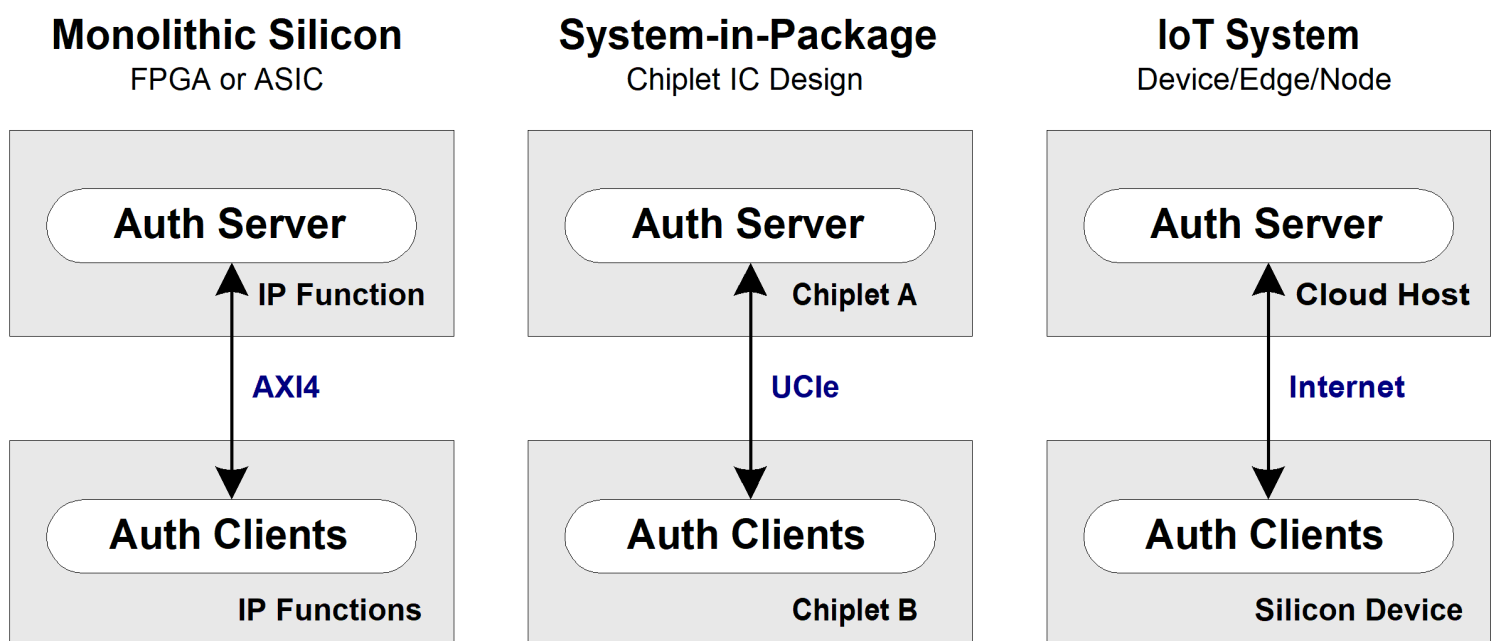 Monolithic Silicon
FPGA or ASIC
Auth Server
IP Function
AXI4
Auth Clients
IP Functions
System-in-Package
Chiplet IC Design
Auth Server
Chiplet A
UCIe
Auth Clients
Chiplet B
IoT System
Device/Edge/Node
Auth Server
Cloud Host
Internet
Auth Clients
Silicon Device